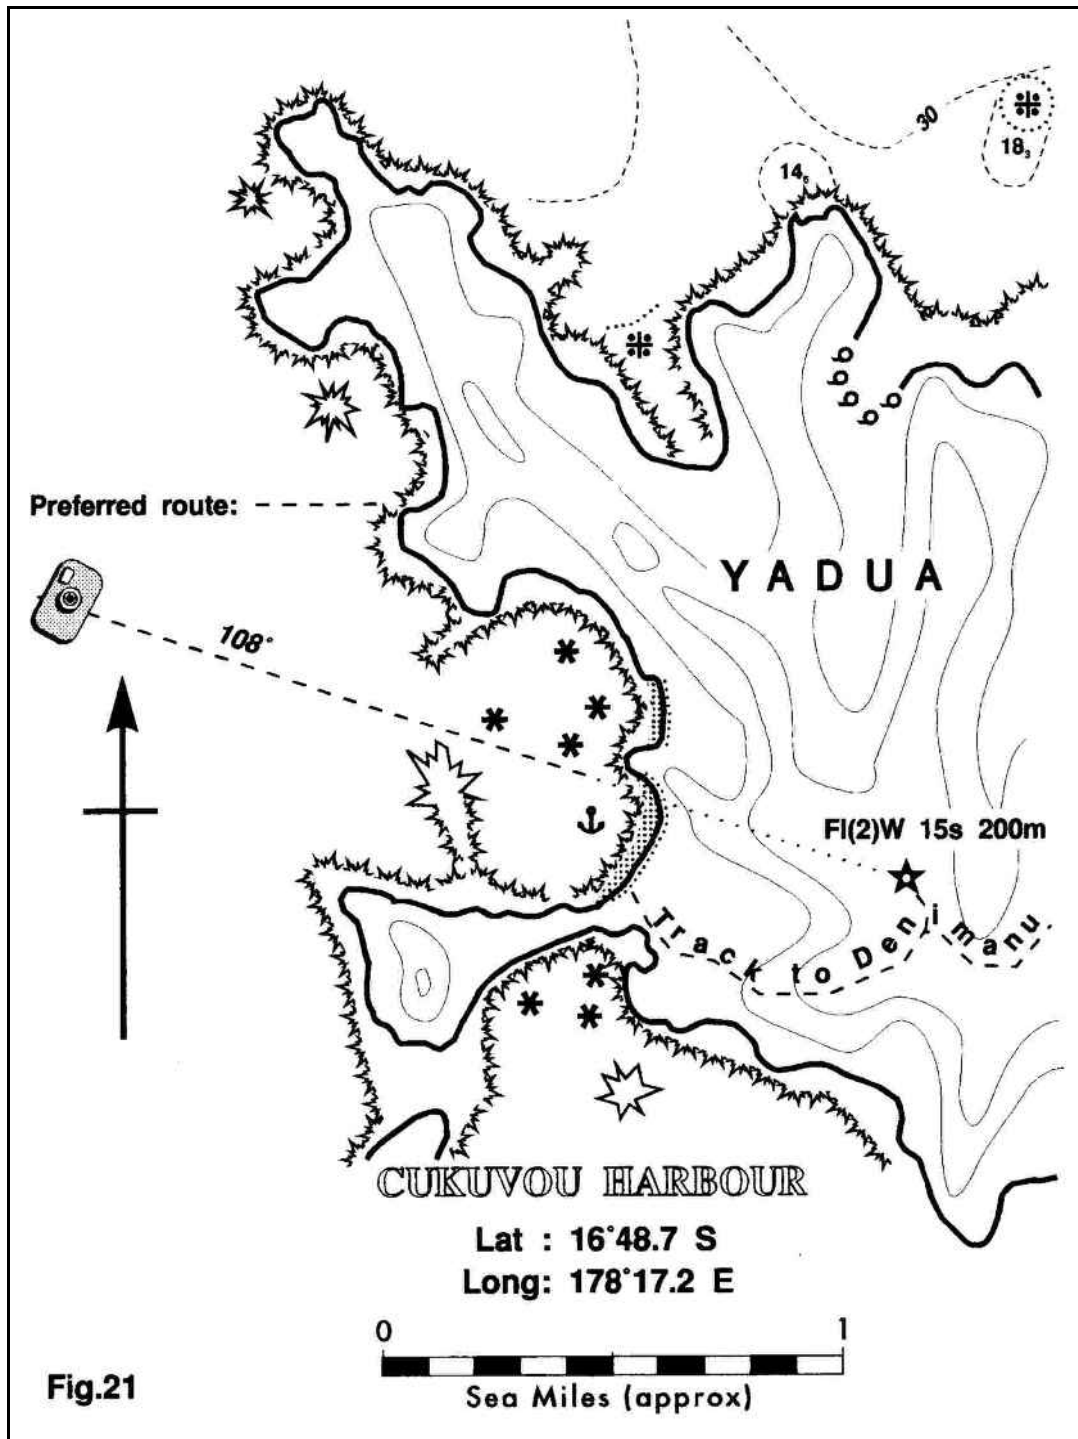 30
18₃
14₆
Preferred route:
YADUA
108°
Fl(2)W 15s 200m
Track to Denimanu
CUKUVOU HARBOUR
Lat : 16°48.7 S
Long: 178°17.2 E
0 1
Sea Miles (approx)
Fig.21